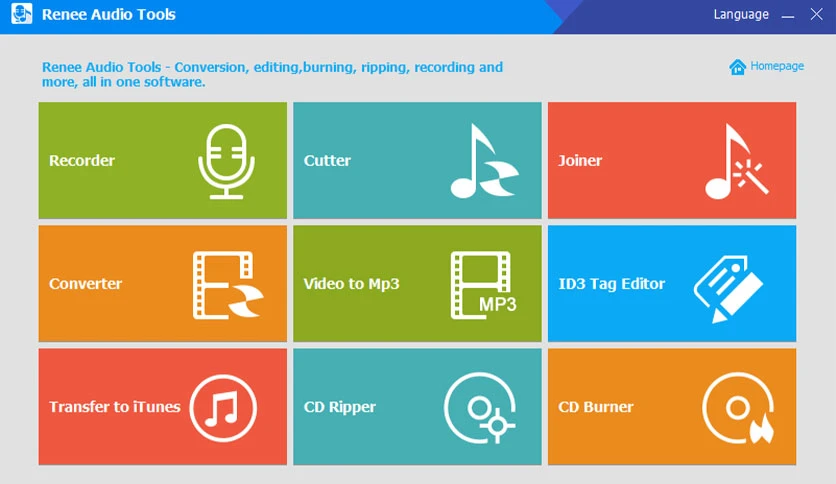 Renee Audio Tools
Language
Renee Audio Tools - Conversion, editing,burning, ripping, recording and
more, all in one software.
Homepage
Recorder
Cutter
Joiner
Converter
Video to Mp3
MP3
ID3 Tag Editor
Transfer to iTunes
CD Ripper
CD Burner